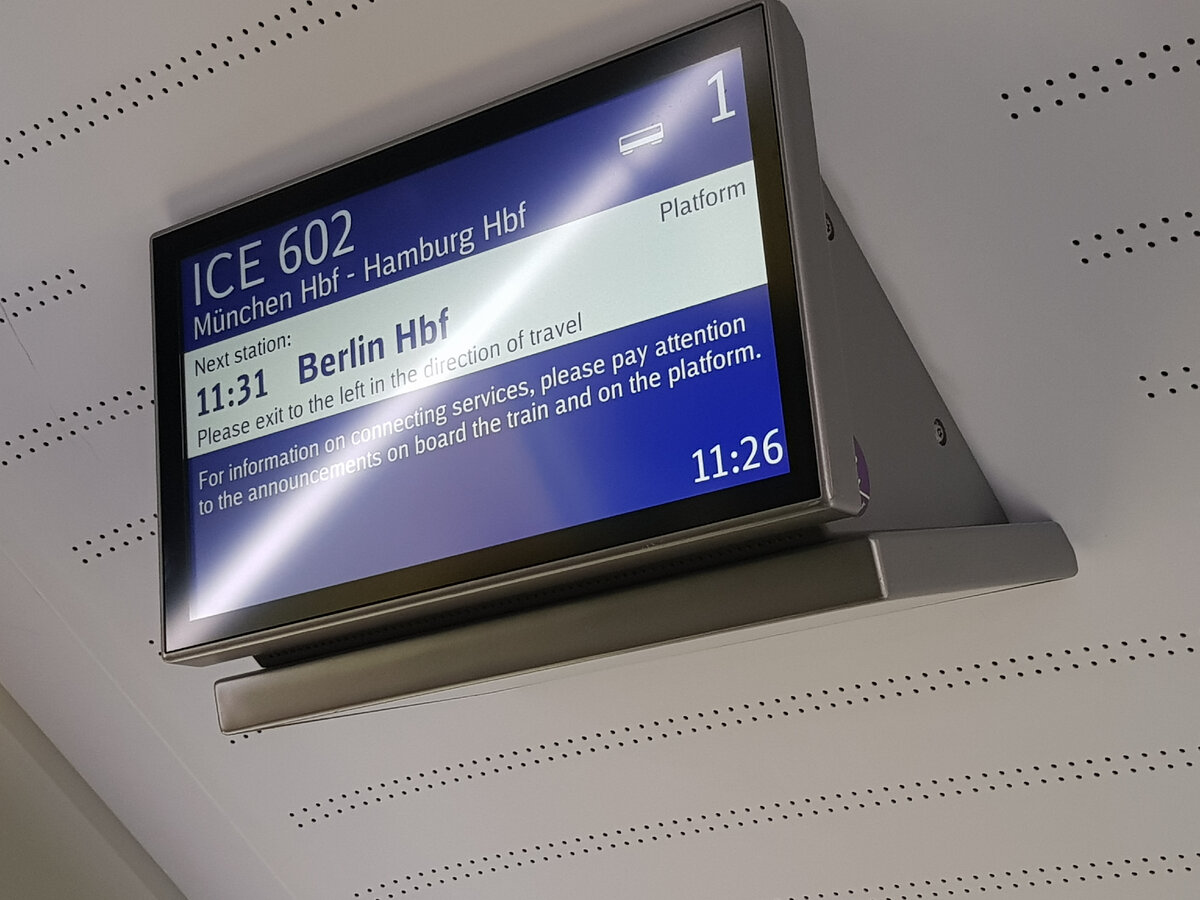 1
ICE 602
München Hbf - Hamburg Hbf
Platform
Next station:
11:31 Berlin Hbf
Please exit to the left in the direction of travel
For information on connecting services, please pay attention
to the announcements on board the train and on the platform.
11:26